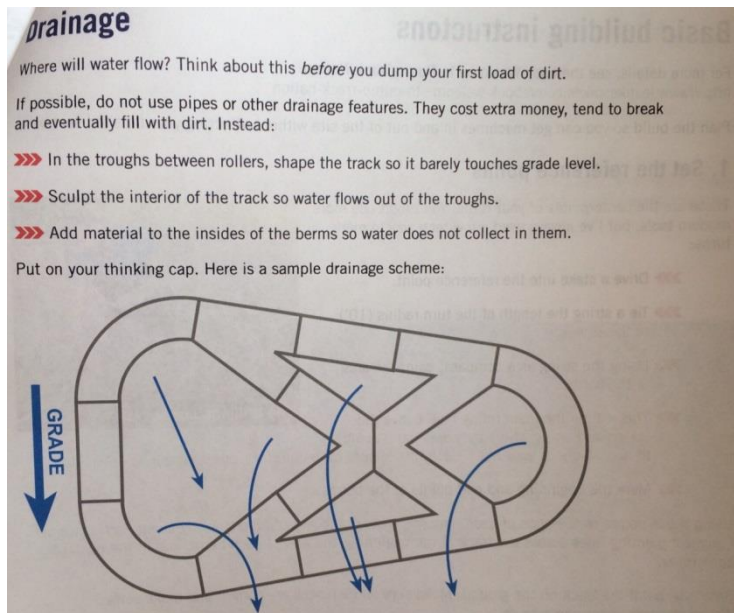 Drainage
Where will water flow? Think about this before you dump your first load of dirt.
If possible, do not use pipes or other drainage features. They cost extra money, tend to break
and eventually fill with dirt. Instead:
>>> In the troughs between rollers, shape the track so it barely touches grade level.
>>> Sculpt the interior of the track so water flows out of the troughs.
>>> Add material to the insides of the berms so water does not collect in them.
Put on your thinking cap. Here is a sample drainage scheme:
GRADE